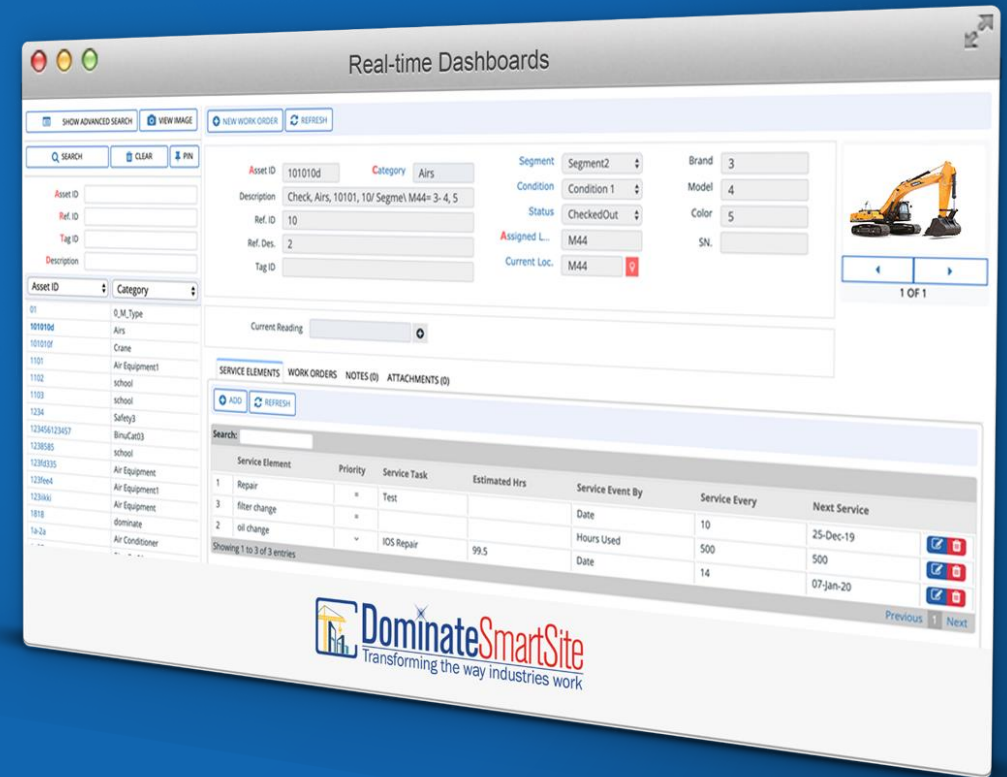 Real-time Dashboards
SHOW ADVANCED SEARCH
VIEW IMAGE
NEW WORK ORDER
REFRESH
SEARCH
CLEAR
PIN
Asset ID
Ref. ID
Tag ID
Description
Asset ID
Category
01 0_M_Type
101010d Airs
101010f Crane
1101 Air Equipment1
1102 school
1103 school
1234 Safety3
123456123457 BinuCat03
1238585 school
123fd335 Air Equipment
123fee4 Air Equipment1
123ikki Air Equipment
1818 dominate
1a-2a Air Conditioner
Asset ID 101010d Category Airs
Description Check, Airs, 10101, 10/ Segme\ M44= 3- 4, 5
Ref. ID 10
Ref. Des. 2
Tag ID
Segment Segment2
Condition Condition 1
Status CheckedOut
Assigned L... M44
Current Loc. M44
Brand 3
Model 4
Color 5
SN.
1 OF 1
Current Reading
SERVICE ELEMENTS WORK ORDERS NOTES (0) ATTACHMENTS (0)
ADD REFRESH
Search:
Service Element Priority Service Task Estimated Hrs Service Event By Service Every Next Service
1 Repair Test Date 10 25-Dec-19
3 filter change Hours Used 500 500
2 oil change IOS Repair 99.5 Date 14 07-Jan-20
Showing 1 to 3 of 3 entries
Previous 1 Next
DominateSmartSite
Transforming the way industries work